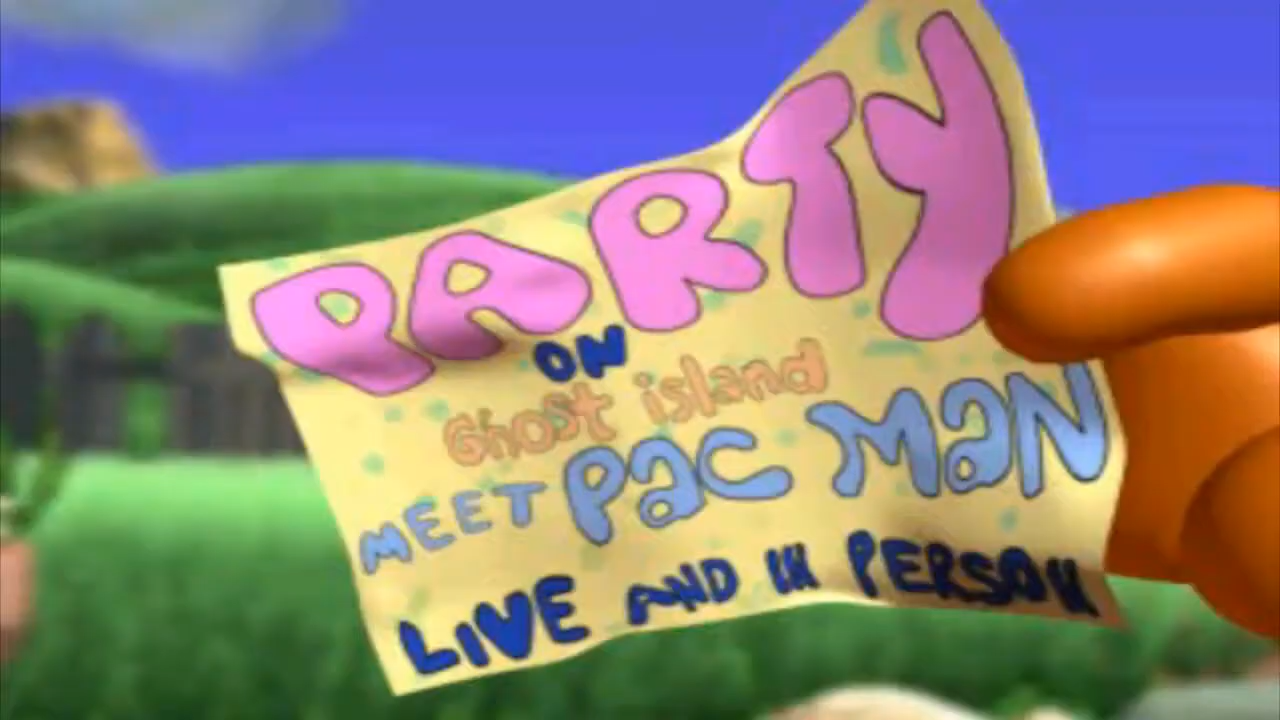 PARTY
ON
Ghost island
MEET Pac Man
LIVE AND IN PERSON